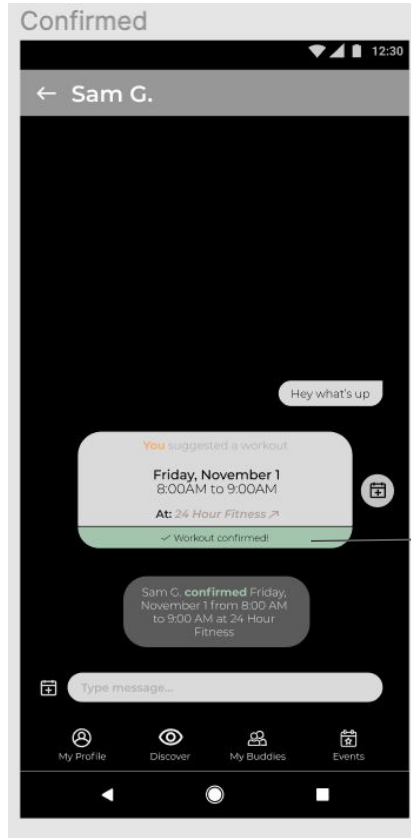 Confirmed
12:30
← Sam G.
Hey what's up
You suggested a workout
Friday, November 1
8:00AM to 9:00AM
At: 24 Hour Fitness ↗
✓ Workout confirmed!
Sam G. confirmed Friday,
November 1 from 8:00 AM
to 9:00 AM at 24 Hour
Fitness
Type message...
My Profile Discover My Buddies Events